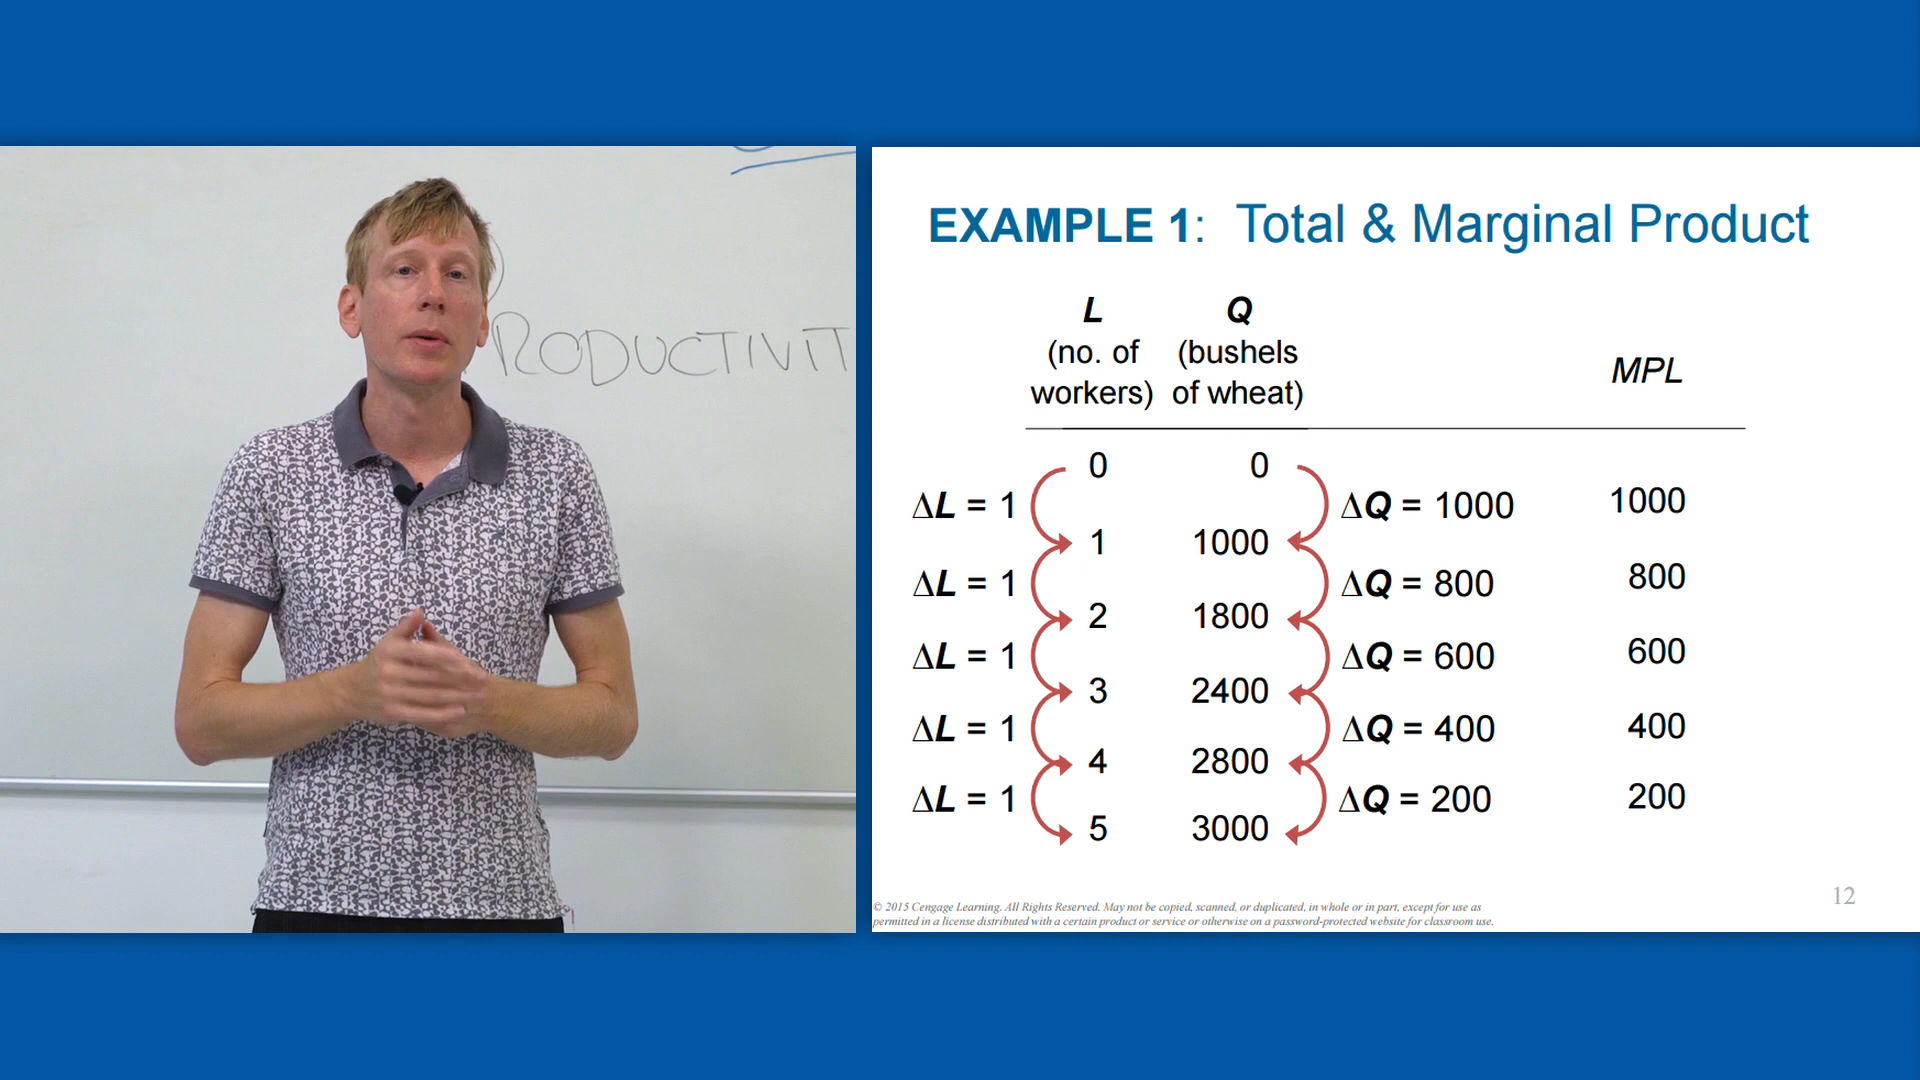 RODUCTIVIT
EXAMPLE 1: Total & Marginal Product
L
(no. of
workers)
Q
(bushels
of wheat)
MPL
0 0
ΔL = 1 ΔQ = 1000 1000
1 1000
ΔL = 1 ΔQ = 800 800
2 1800
ΔL = 1 ΔQ = 600 600
3 2400
ΔL = 1 ΔQ = 400 400
4 2800
ΔL = 1 ΔQ = 200 200
5 3000
12
© 2015 Cengage Learning. All Rights Reserved. May not be copied, scanned, or duplicated, in whole or in part, except for use as
permitted in a license distributed with a certain product or service or otherwise on a password-protected website for classroom use.